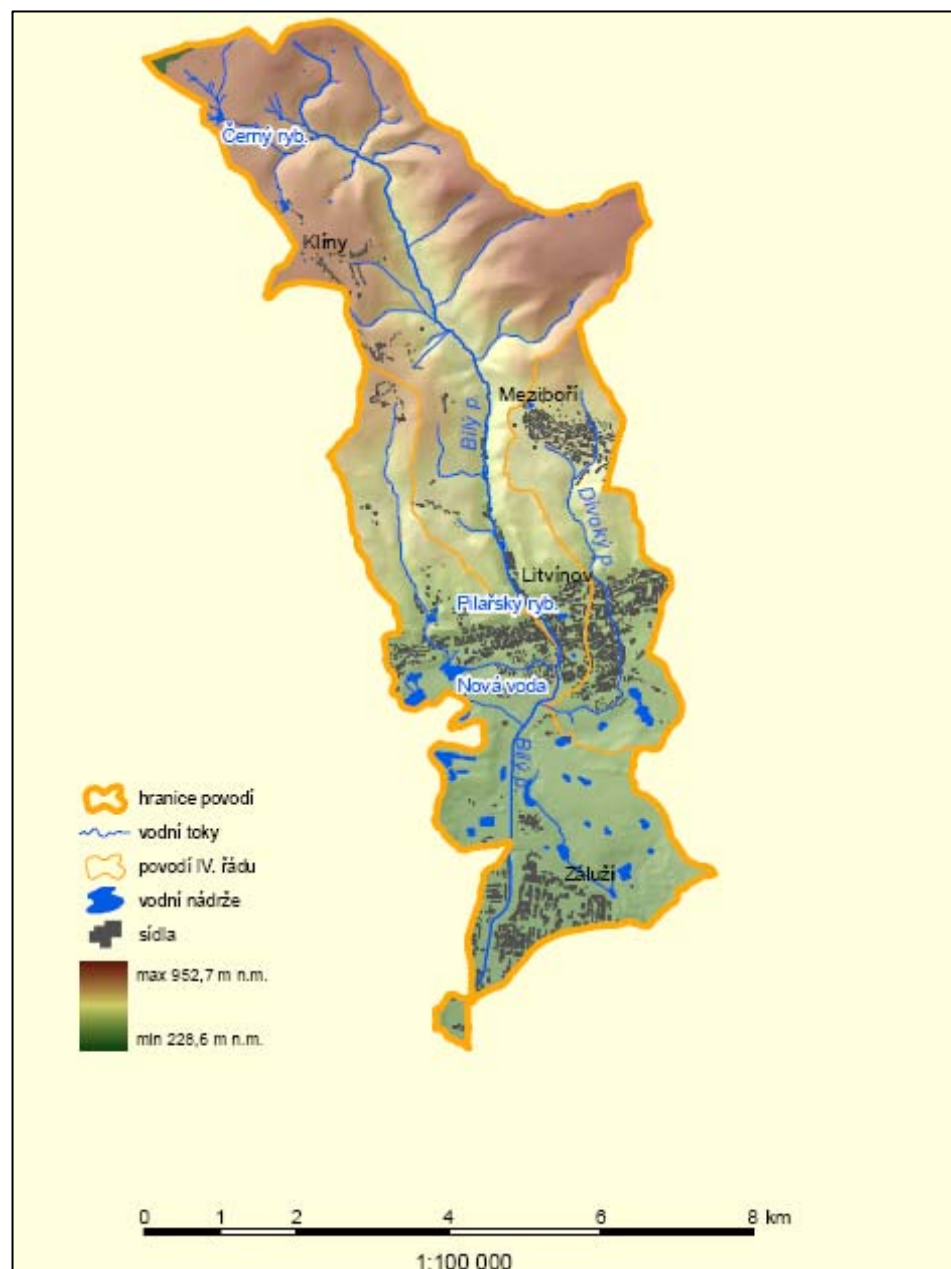 Černý ryb.
Klíny
Meziboří
Bílý p.
Divoký p.
Litvínov
Pilařský ryb.
Nová voda
Bílý p.
Záluží
hranice povodí
vodní toky
povodí IV. řádu
vodní nádrže
sídla
max 952,7 m n.m.
min 228,6 m n.m.
0 1 2 4 6 8 km
1:100 000